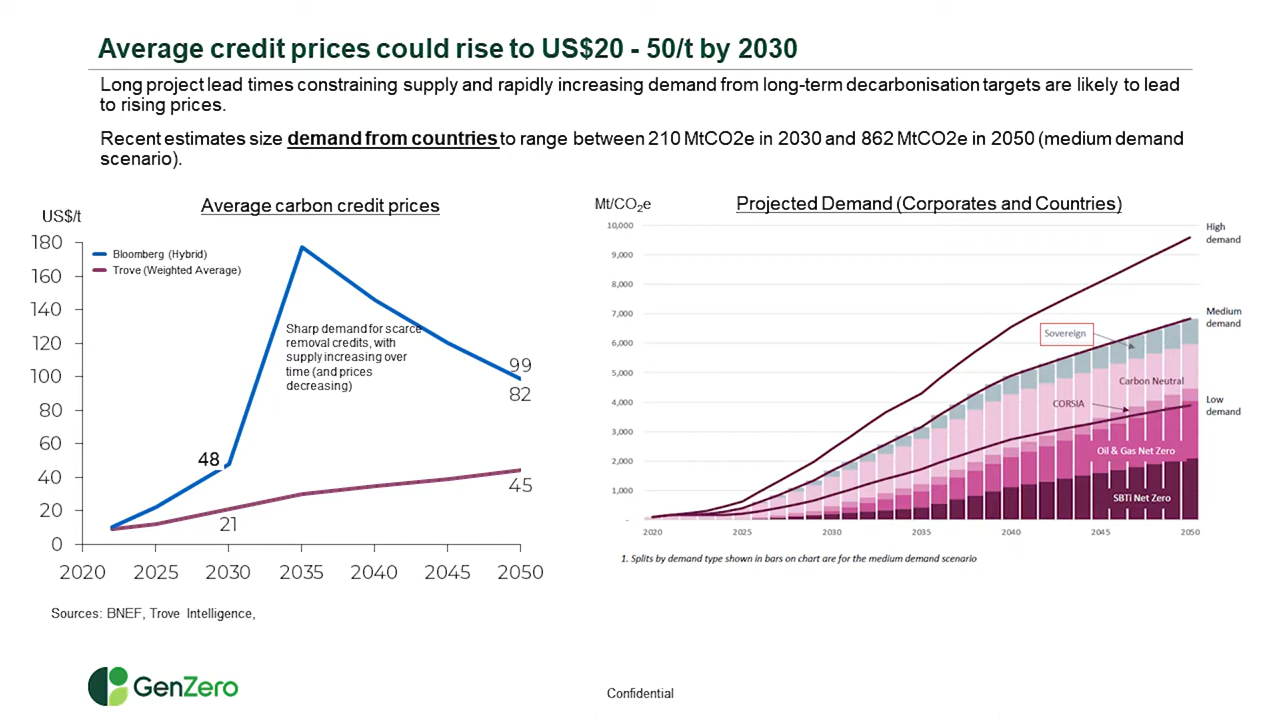 Average credit prices could rise to US$20 - 50/t by 2030
Long project lead times constraining supply and rapidly increasing demand from long-term decarbonisation targets are likely to lead
to rising prices.
Recent estimates size demand from countries to range between 210 MtCO2e in 2030 and 862 MtCO2e in 2050 (medium demand
scenario).
Average carbon credit prices
US$/t
180
160
140
120
100
80
60
40
20
0
Bloomberg (Hybrid)
Trove (Weighted Average)
Sharp demand for scarce
removal credits, with
supply increasing over
time (and prices
decreasing)
48
21
99
82
45
2020 2025 2030 2035 2040 2045 2050
Sources: BNEF, Trove Intelligence,
Mt/CO2e
Projected Demand (Corporates and Countries)
10,000
9,000
8,000
7,000
6,000
5,000
4,000
3,000
2,000
1,000
-
High
demand
Medium
demand
Sovereign
Carbon Neutral
CORSIA
Low
demand
Oil & Gas Net Zero
SBTi Net Zero
2020 2025 2030 2035 2040 2045 2050
1. Splits by demand type shown in bars on chart are for the medium demand scenario
GenZero
Confidential